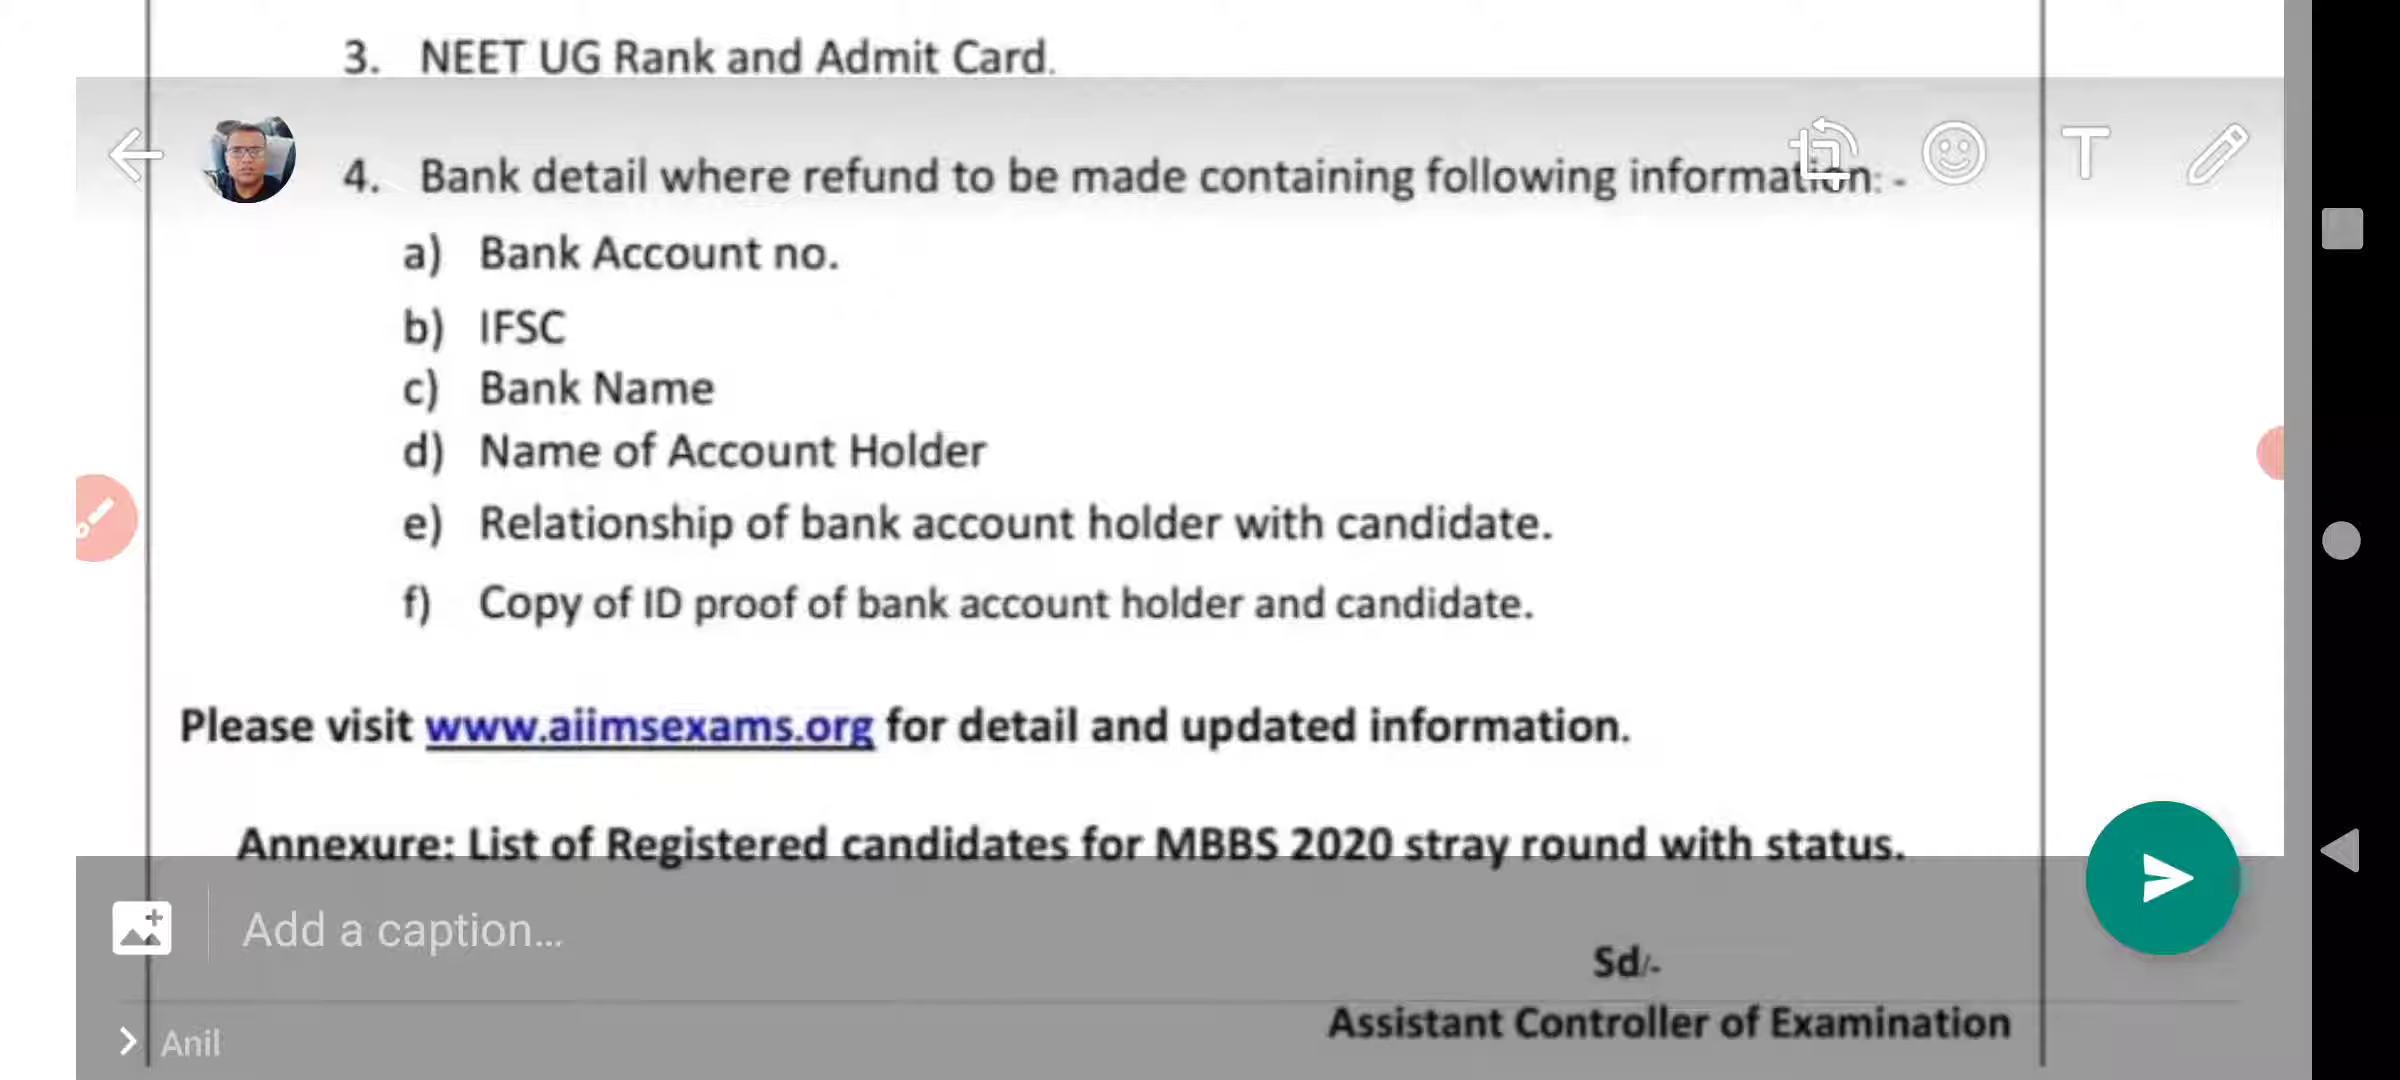 3. NEET UG Rank and Admit Card.
4. Bank detail where refund to be made containing following information: -
a) Bank Account no.
b) IFSC
c) Bank Name
d) Name of Account Holder
e) Relationship of bank account holder with candidate.
f) Copy of ID proof of bank account holder and candidate.
Please visit www.aiimsexams.org for detail and updated information.
Annexure: List of Registered candidates for MBBS 2020 stray round with status.
Add a caption...
Sd/-
Assistant Controller of Examination
Anil